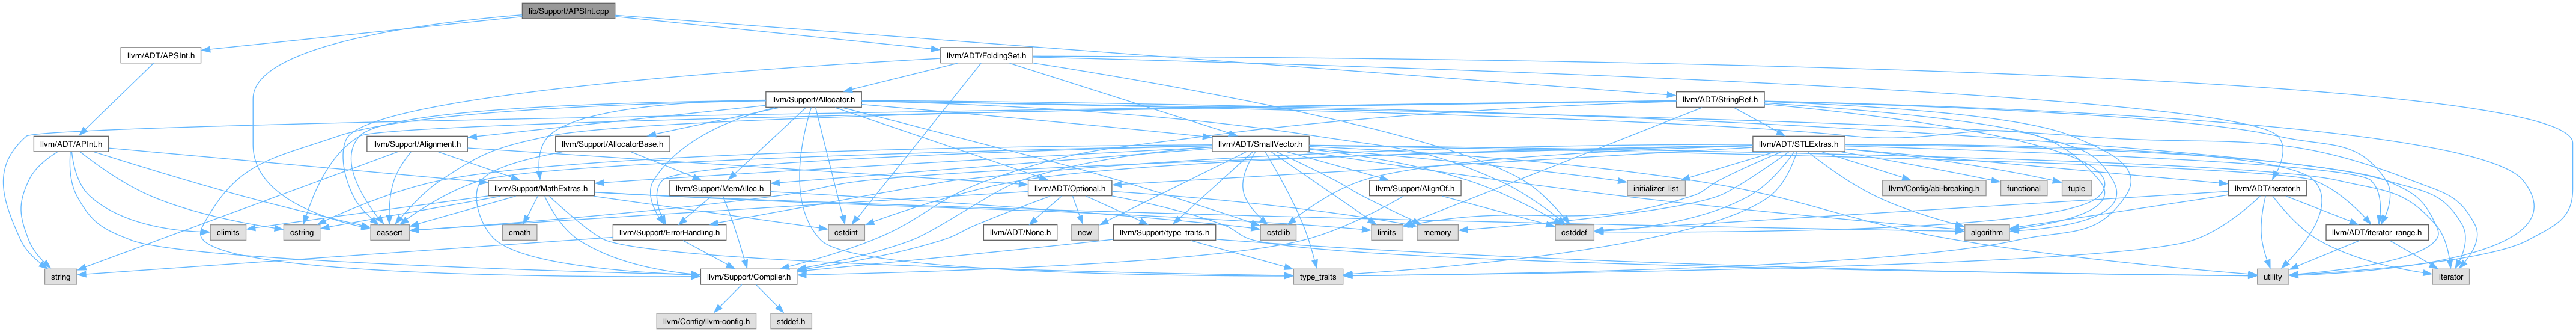 lib/Support/APSInt.cpp
llvm/ADT/APSInt.h
llvm/ADT/FoldingSet.h
llvm/Support/Allocator.h
llvm/ADT/StringRef.h
llvm/ADT/APInt.h
llvm/Support/Alignment.h
llvm/Support/AllocatorBase.h
llvm/ADT/SmallVector.h
llvm/ADT/STLExtras.h
llvm/Support/MathExtras.h
llvm/Support/MemAlloc.h
llvm/ADT/Optional.h
llvm/Support/AlignOf.h
initializer_list
llvm/Config/abi-breaking.h
functional
tuple
llvm/ADT/iterator.h
climits
cstring
cassert
cmath
llvm/Support/ErrorHandling.h
cstdint
llvm/ADT/None.h
new
llvm/Support/type_traits.h
cstdlib
limits
memory
cstddef
algorithm
llvm/ADT/iterator_range.h
string
llvm/Support/Compiler.h
type_traits
utility
iterator
llvm/Config/llvm-config.h
stddef.h